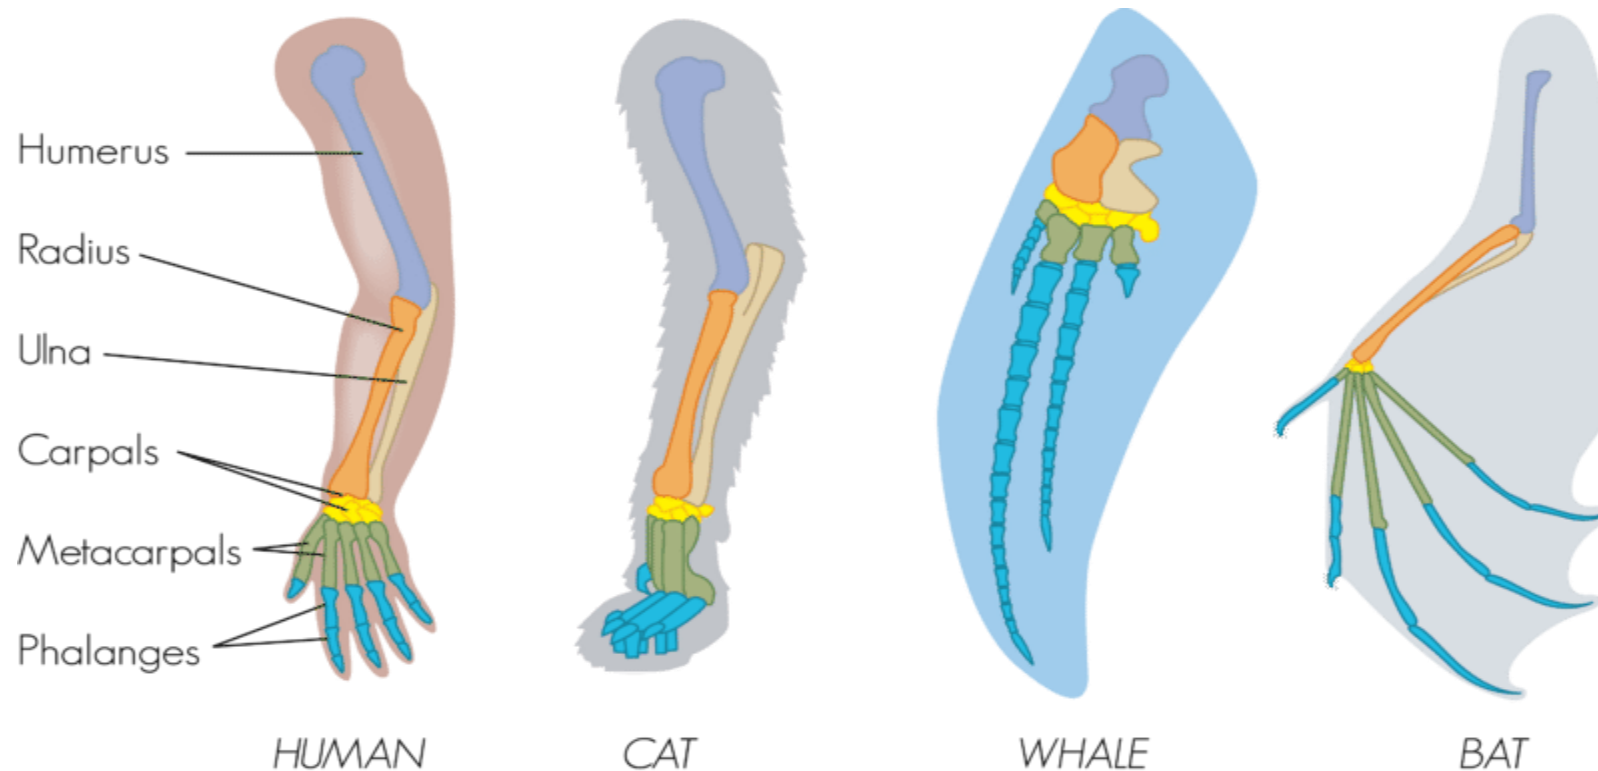 Humerus
Radius
Ulna
Carpals
Metacarpals
Phalanges
HUMAN
CAT
WHALE
BAT